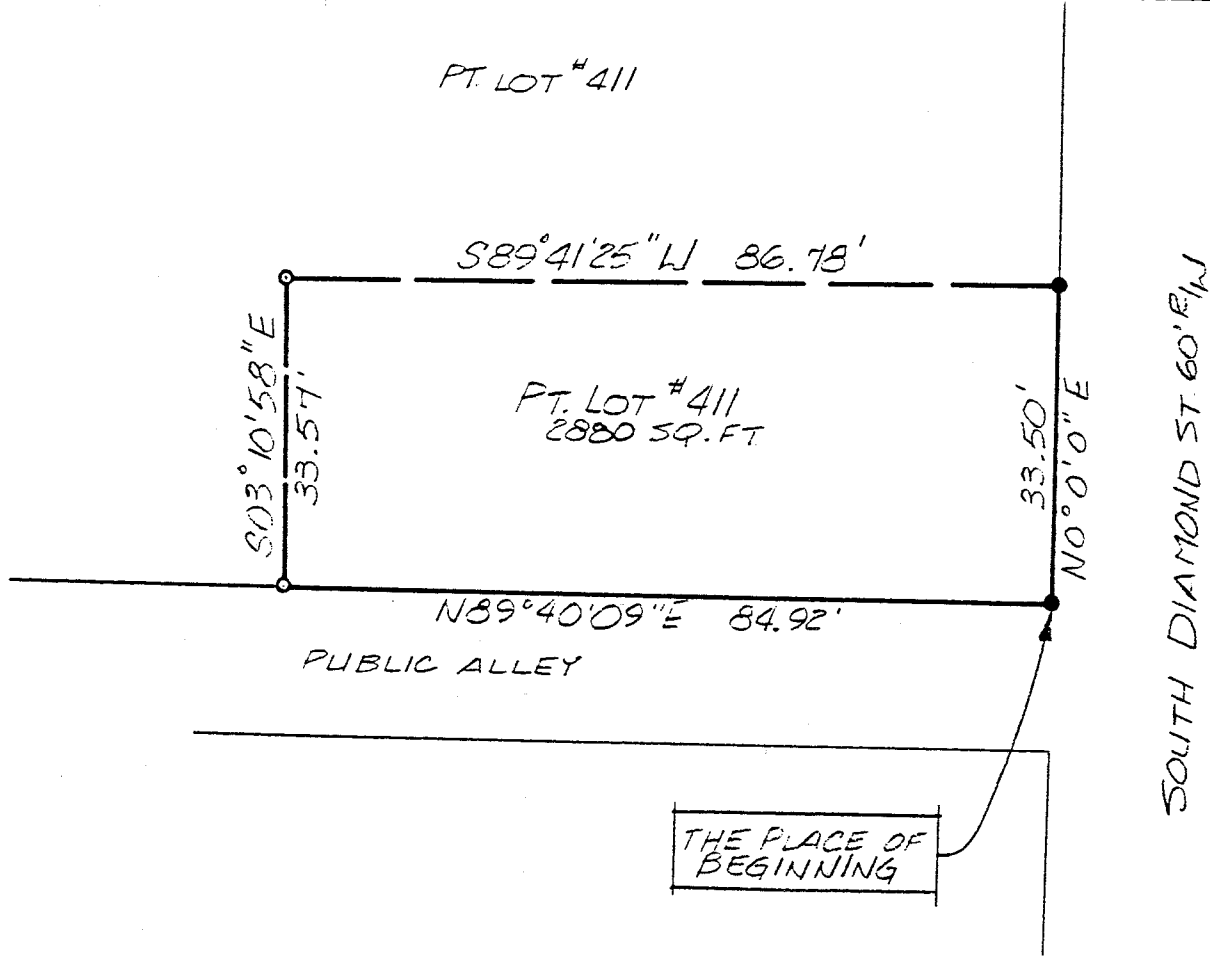 PT. LOT #411
S89°41'25"W 86.78'
S03°10'58"E
33.57'
PT. LOT #411
2880 SQ. FT.
33.50'
N0°0'0"E
SOUTH DIAMOND ST. 60' R/W
N89°40'09"E 84.92'
PUBLIC ALLEY
THE PLACE OF
BEGINNING